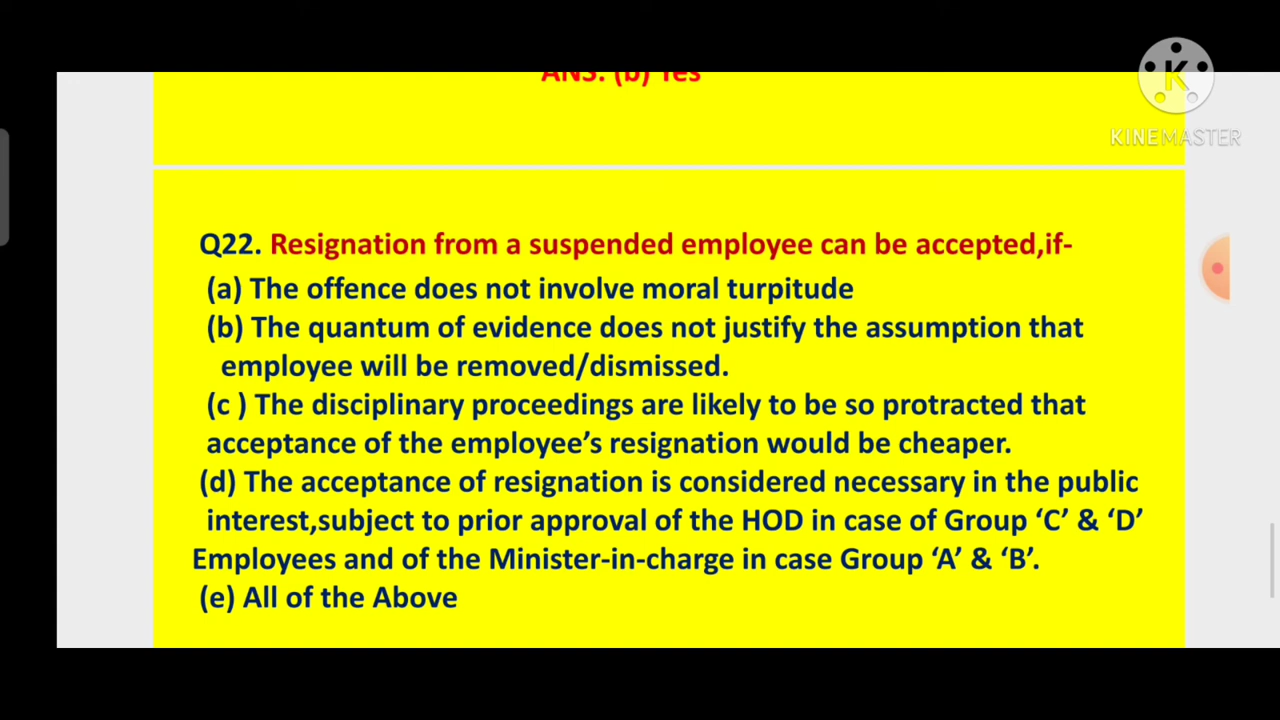 ANS. (b) Yes
KINEMASTER
Q22. Resignation from a suspended employee can be accepted,if-
(a) The offence does not involve moral turpitude
(b) The quantum of evidence does not justify the assumption that
employee will be removed/dismissed.
(c ) The disciplinary proceedings are likely to be so protracted that
acceptance of the employee’s resignation would be cheaper.
(d) The acceptance of resignation is considered necessary in the public
interest,subject to prior approval of the HOD in case of Group ‘C’ & ‘D’
Employees and of the Minister-in-charge in case Group ‘A’ & ‘B’.
(e) All of the Above